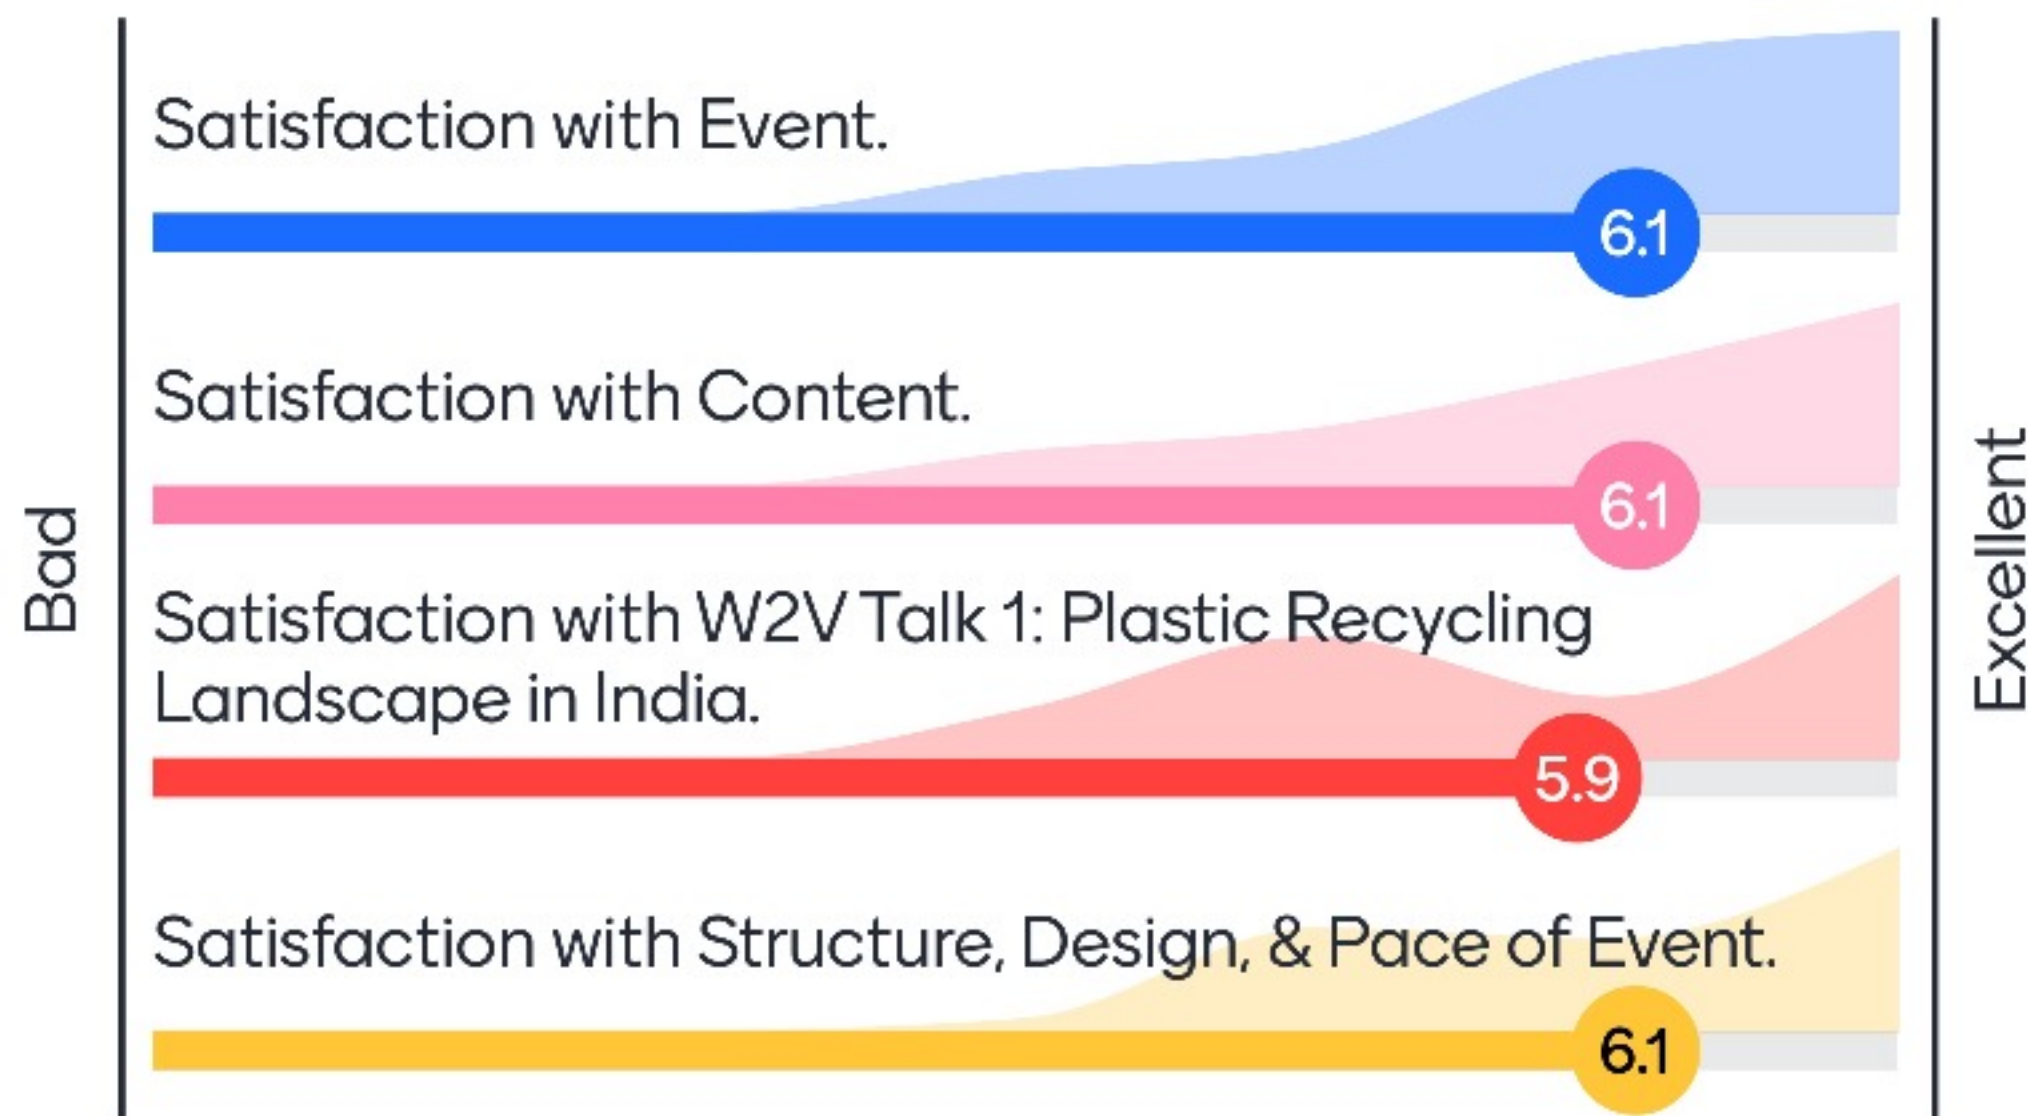 Satisfaction with Event.
6.1
Satisfaction with Content.
6.1
Bad
Excellent
Satisfaction with W2V Talk 1: Plastic Recycling
Landscape in India.
5.9
Satisfaction with Structure, Design, & Pace of Event.
6.1